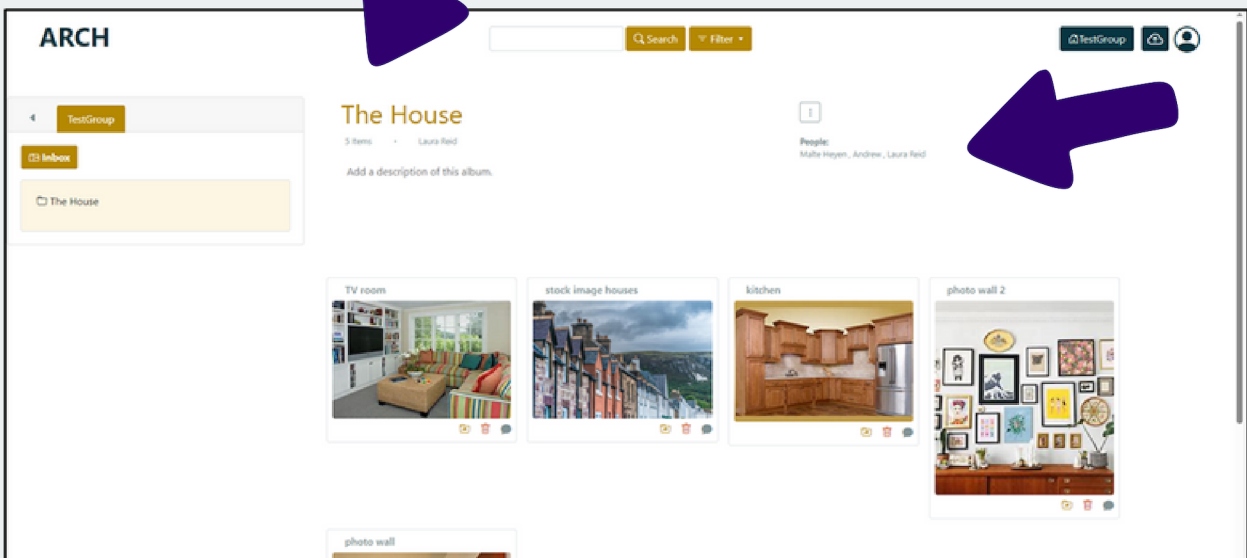 ARCH
Search
Filter
TestGroup
TestGroup
Inbox
The House
The House
5 Items · Laura Reid
Add a description of this album.
People:
Malte Heyen , Andrew , Laura Reid
TV room
stock image houses
kitchen
photo wall 2
photo wall